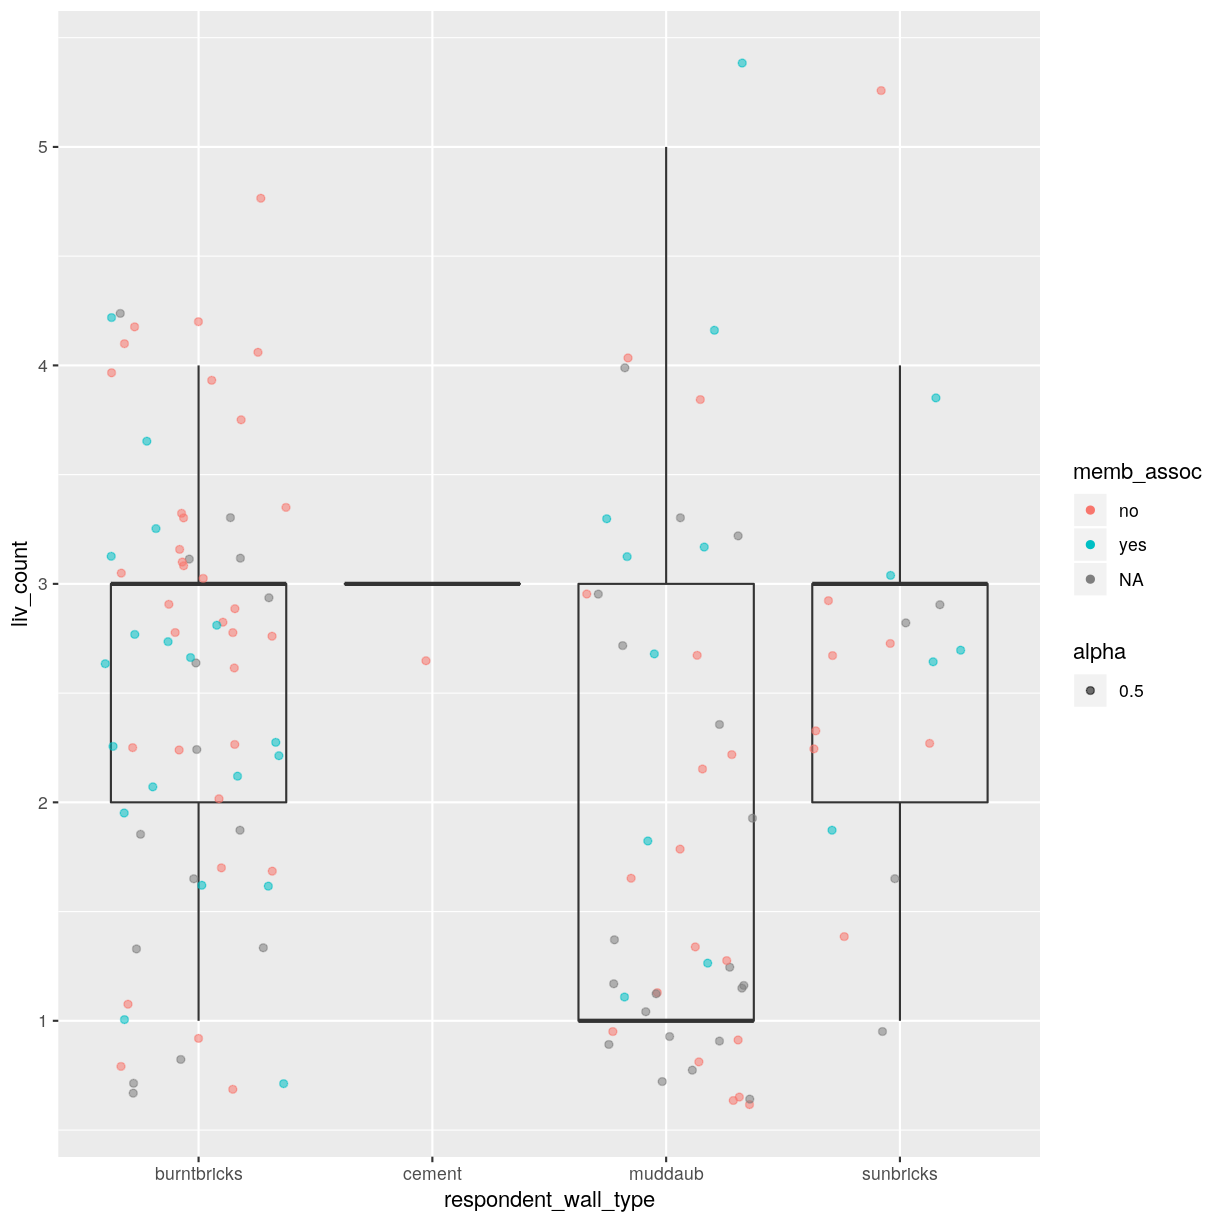 5
4
3
2
1
liv_count
burntbricks
cement
muddaub
sunbricks
respondent_wall_type
memb_assoc
no
yes
NA
alpha
0.5